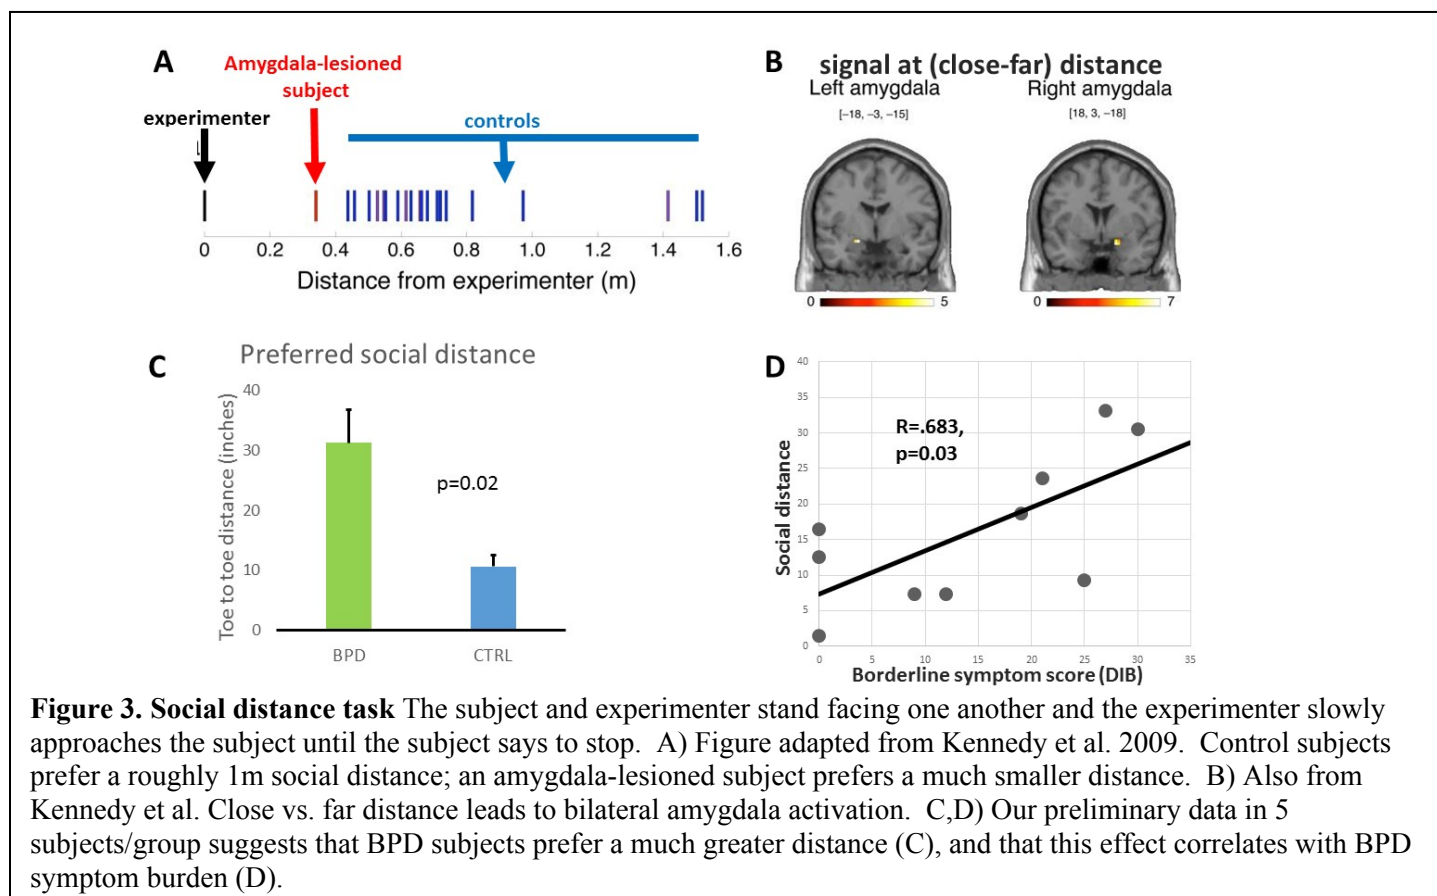 A
Amygdala-lesioned
subject
experimenter
controls
0 0.2 0.4 0.6 0.8 1.0 1.2 1.4 1.6
Distance from experimenter (m)
B
signal at (close-far) distance
Left amygdala
Right amygdala
[−18, −3, −15]
[18, 3, −18]
0 5
0 7
C
Preferred social distance
Toe to toe distance (inches)
40
30
20
10
0
p=0.02
BPD
CTRL
D
Social distance
40
35
30
25
20
15
10
5
0
R=.683,
p=0.03
0 5 10 15 20 25 30 35
Borderline symptom score (DIB)
Figure 3. Social distance task The subject and experimenter stand facing one another and the experimenter slowly
approaches the subject until the subject says to stop. A) Figure adapted from Kennedy et al. 2009. Control subjects
prefer a roughly 1m social distance; an amygdala-lesioned subject prefers a much smaller distance. B) Also from
Kennedy et al. Close vs. far distance leads to bilateral amygdala activation. C,D) Our preliminary data in 5
subjects/group suggests that BPD subjects prefer a much greater distance (C), and that this effect correlates with BPD
symptom burden (D).